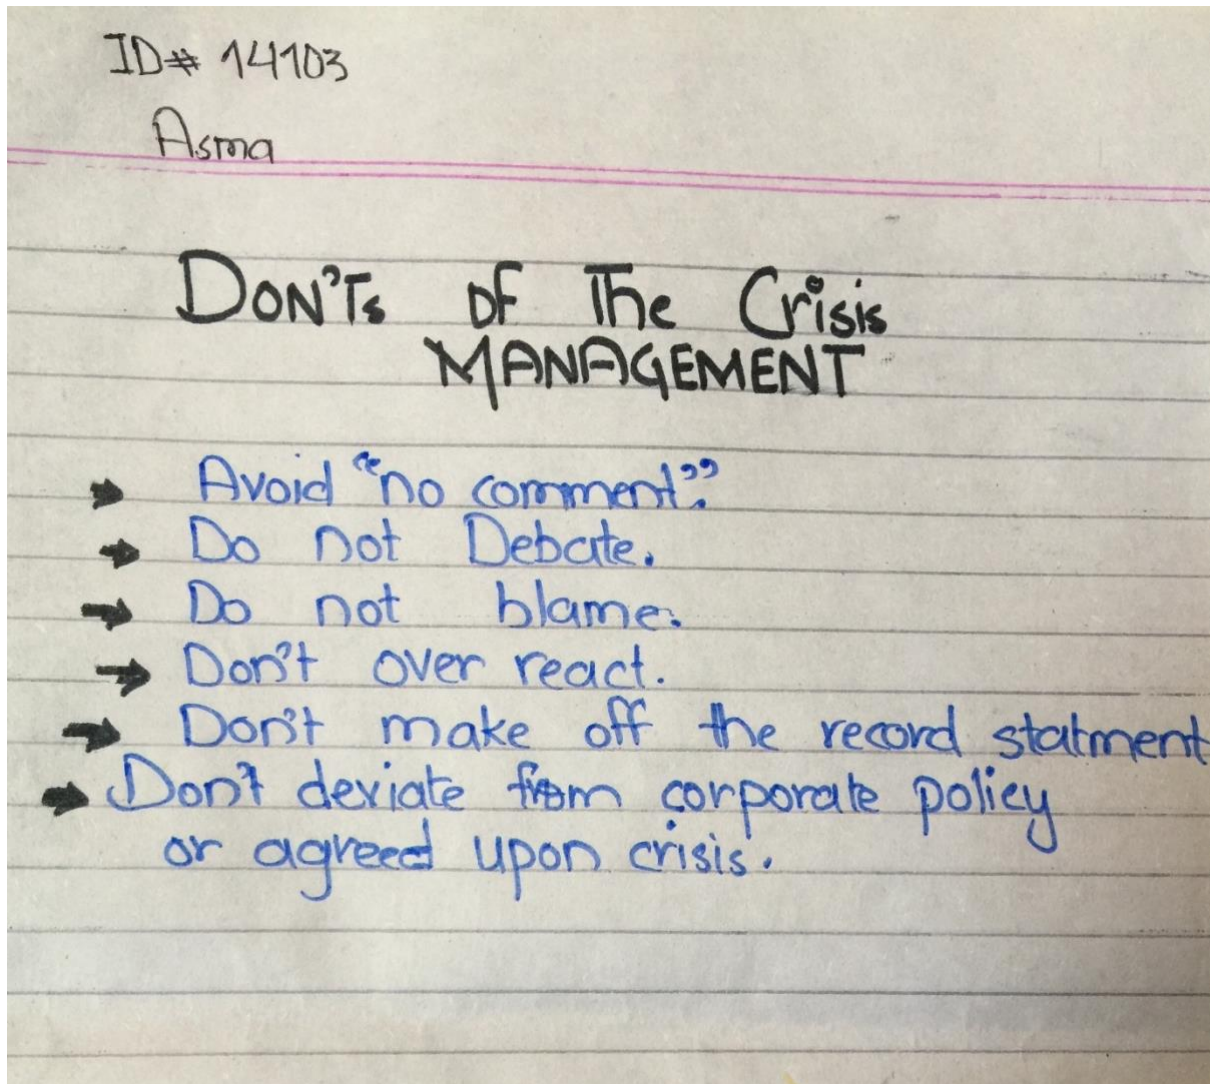 ID# 14103
Asma
DON'Ts of The Crisis
MANAGEMENT
→ Avoid "no comment".
→ Do not Debate.
→ Do not blame.
→ Don't over react.
→ Don't make off the record statment
→ Don't deviate from corporate policy
or agreed upon crisis.